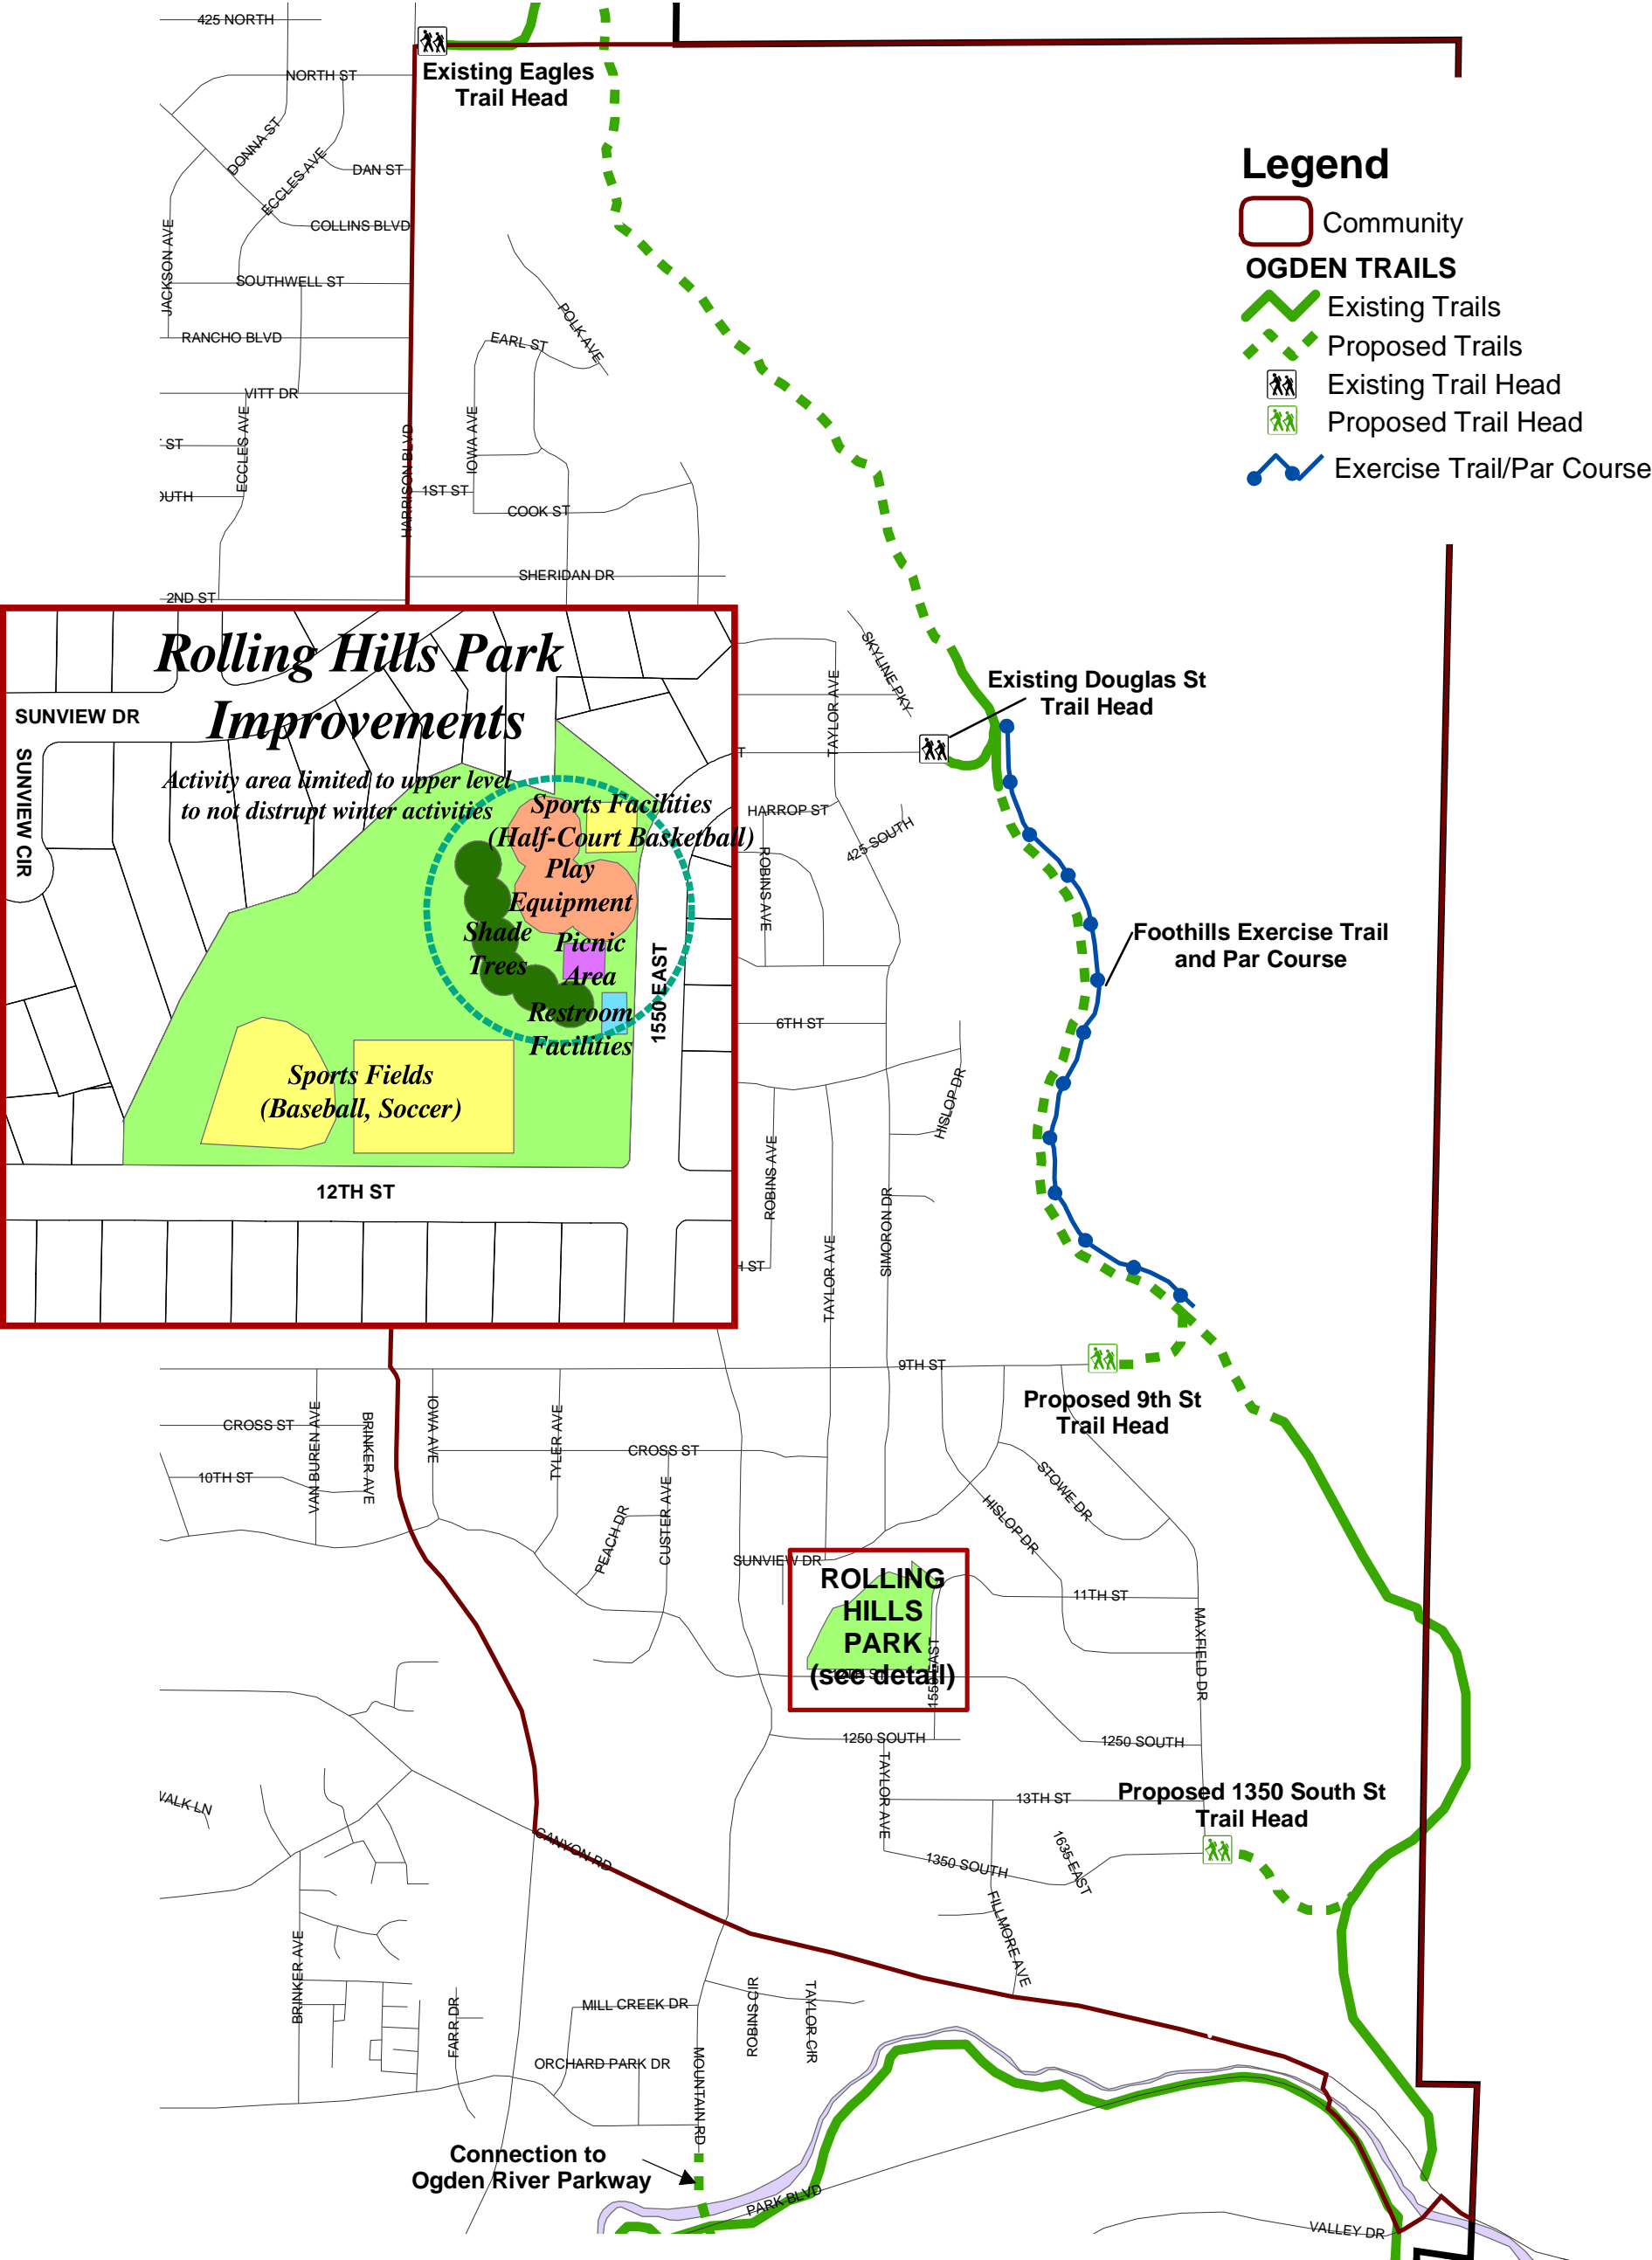 425 NORTH
NORTH ST
Existing Eagles
Trail Head
DONNA ST
ECCLES AVE
DAN ST
COLLINS BLVD
JACKSON AVE
SOUTHWELL ST
RANCHO BLVD
VITT DR
ST
ECCLES AVE
OUTH
2ND ST
HARRISON BLVD
POLK AVE
EARL ST
IOWA AVE
1ST ST
COOK ST
SHERIDAN DR
Legend
Community
OGDEN TRAILS
Existing Trails
Proposed Trails
Existing Trail Head
Proposed Trail Head
Exercise Trail/Par Course
Rolling Hills Park
Improvements
Activity area limited to upper level
to not distrupt winter activities
SUNVIEW DR
SUNVIEW CIR
Sports Facilities
(Half-Court Basketball)
Play
Equipment
Shade
Trees
Picnic
Area
Restroom
Facilities
1550 EAST
Sports Fields
(Baseball, Soccer)
12TH ST
SKYLINE PKY
TAYLOR AVE
Existing Douglas St
Trail Head
T
HARROP ST
425 SOUTH
ROBINS AVE
Foothills Exercise Trail
and Par Course
6TH ST
HISLOP DR
ROBINS AVE
SIMORON DR
TAYLOR AVE
H ST
9TH ST
Proposed 9th St
Trail Head
CROSS ST
VAN BUREN AVE
BRINKER AVE
IOWA AVE
TYLER AVE
CROSS ST
10TH ST
CUSTER AVE
PEACH DR
STOWE DR
HISLOP DR
SUNVIEW DR
ROLLING
HILLS
PARK
(see detail)
12TH ST
1550 EAST
11TH ST
MAXFIELD DR
1250 SOUTH
1250 SOUTH
TAYLOR AVE
13TH ST
Proposed 1350 South St
Trail Head
WALK LN
CANYON RD
1350 SOUTH
1635 EAST
FILLMORE AVE
BRINKER AVE
FARR DR
MILL CREEK DR
ROBINS CIR
TAYLOR CIR
ORCHARD PARK DR
MOUNTAIN RD
Connection to
Ogden River Parkway
PARK BLVD
VALLEY DR